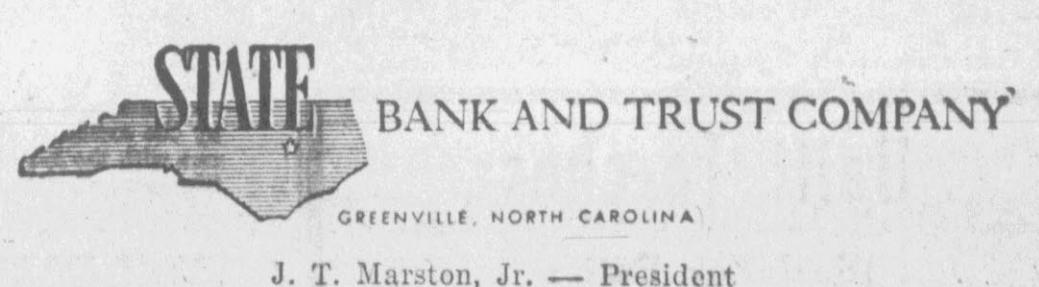 STATE BANK AND TRUST COMPANY
GREENVILLE, NORTH CAROLINA
J. T. Marston, Jr. — President